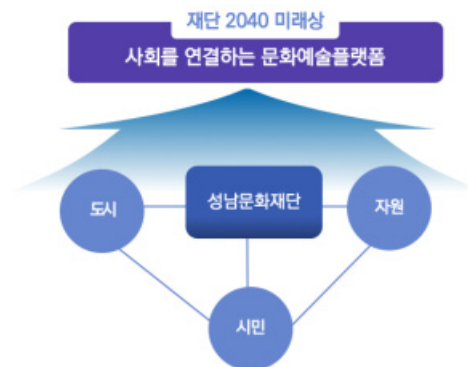 재단 2040 미래상
사회를 연결하는 문화예술플랫폼
도시
성남문화재단
자원
시민